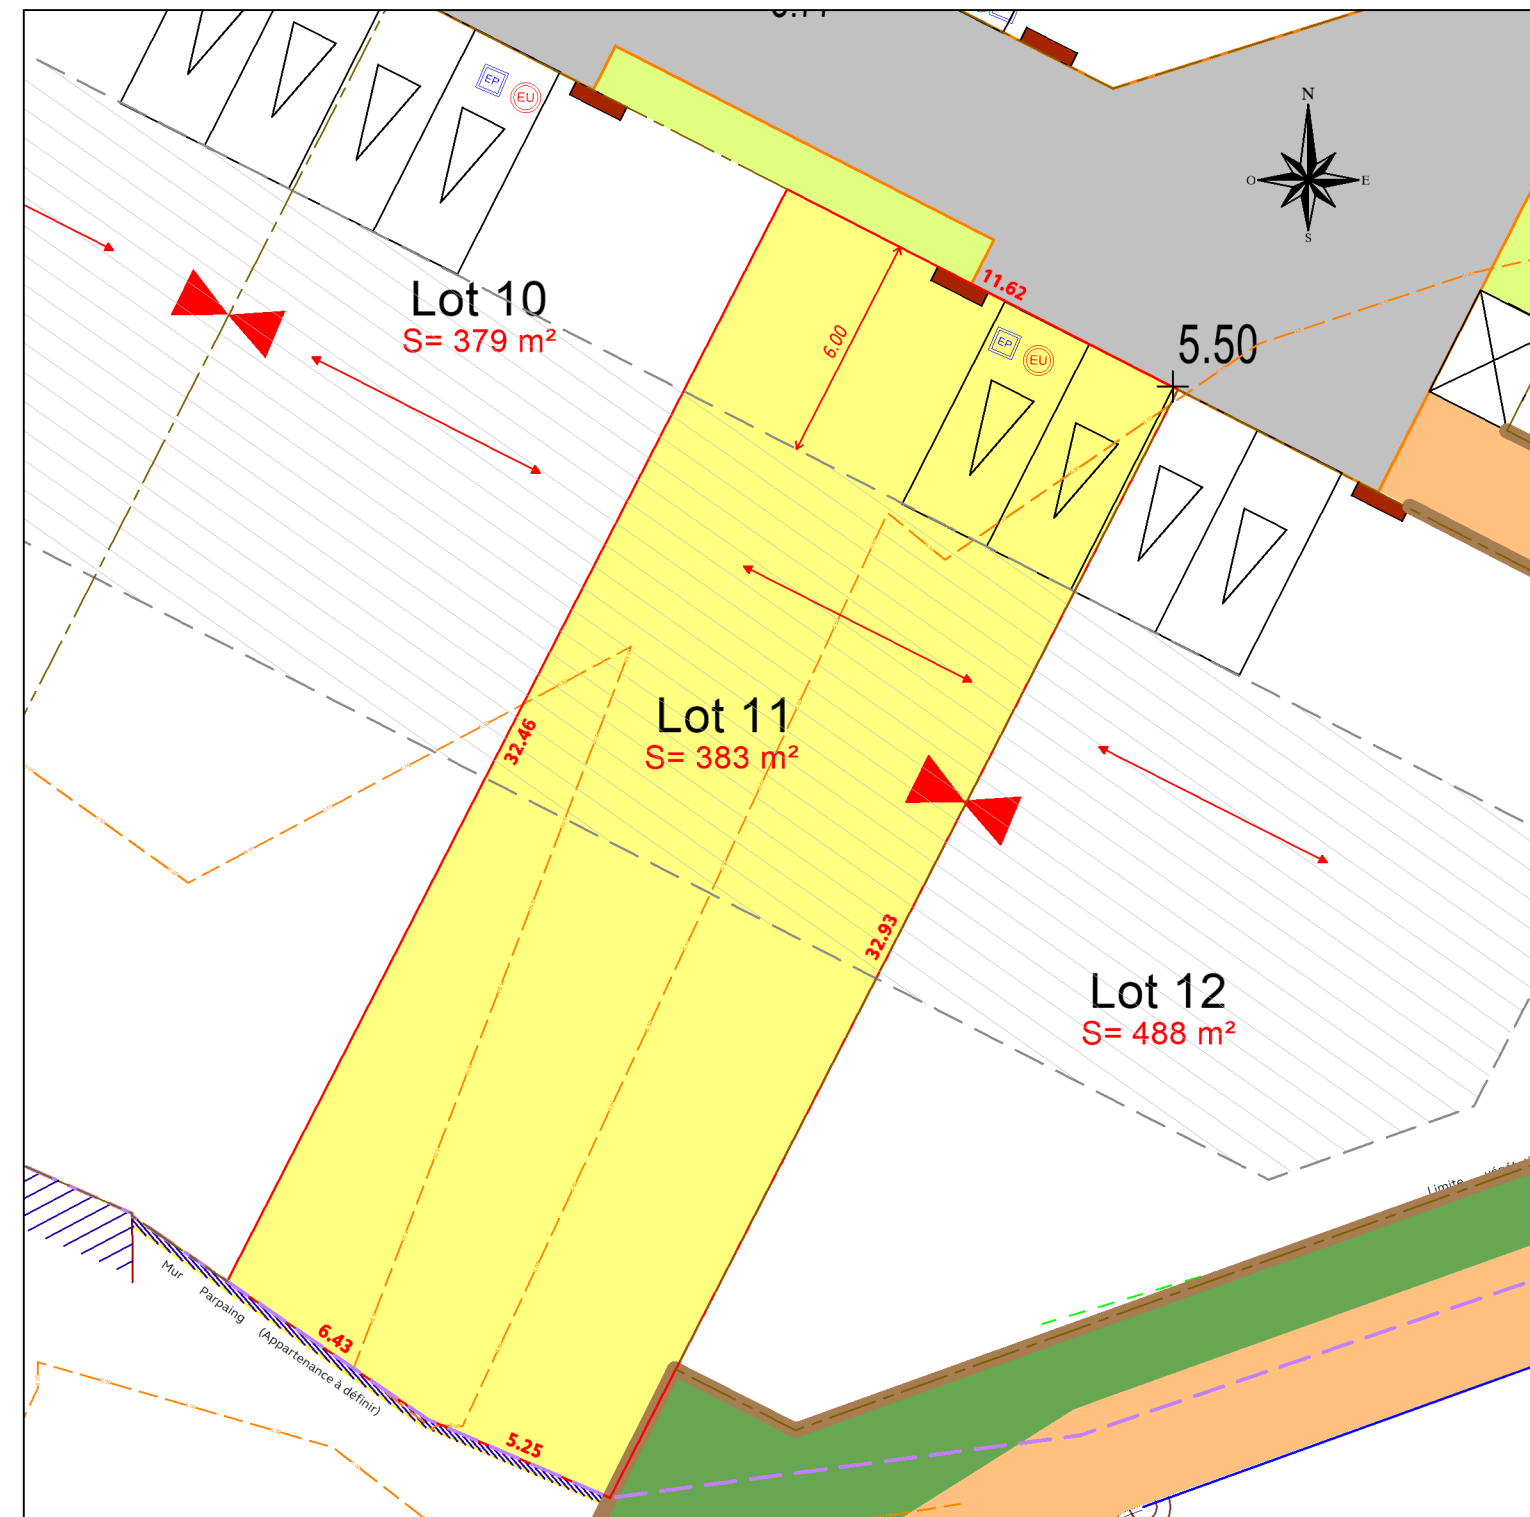 N
O
E
S
EP
EU
Lot 10
S= 379 m²
11.62
6.00
EP
EU
5.50
Lot 11
S= 383 m²
32.46
32.93
Lot 12
S= 488 m²
Limite
Mur Parpaing (Appartenance à définir)
6.43
5.25